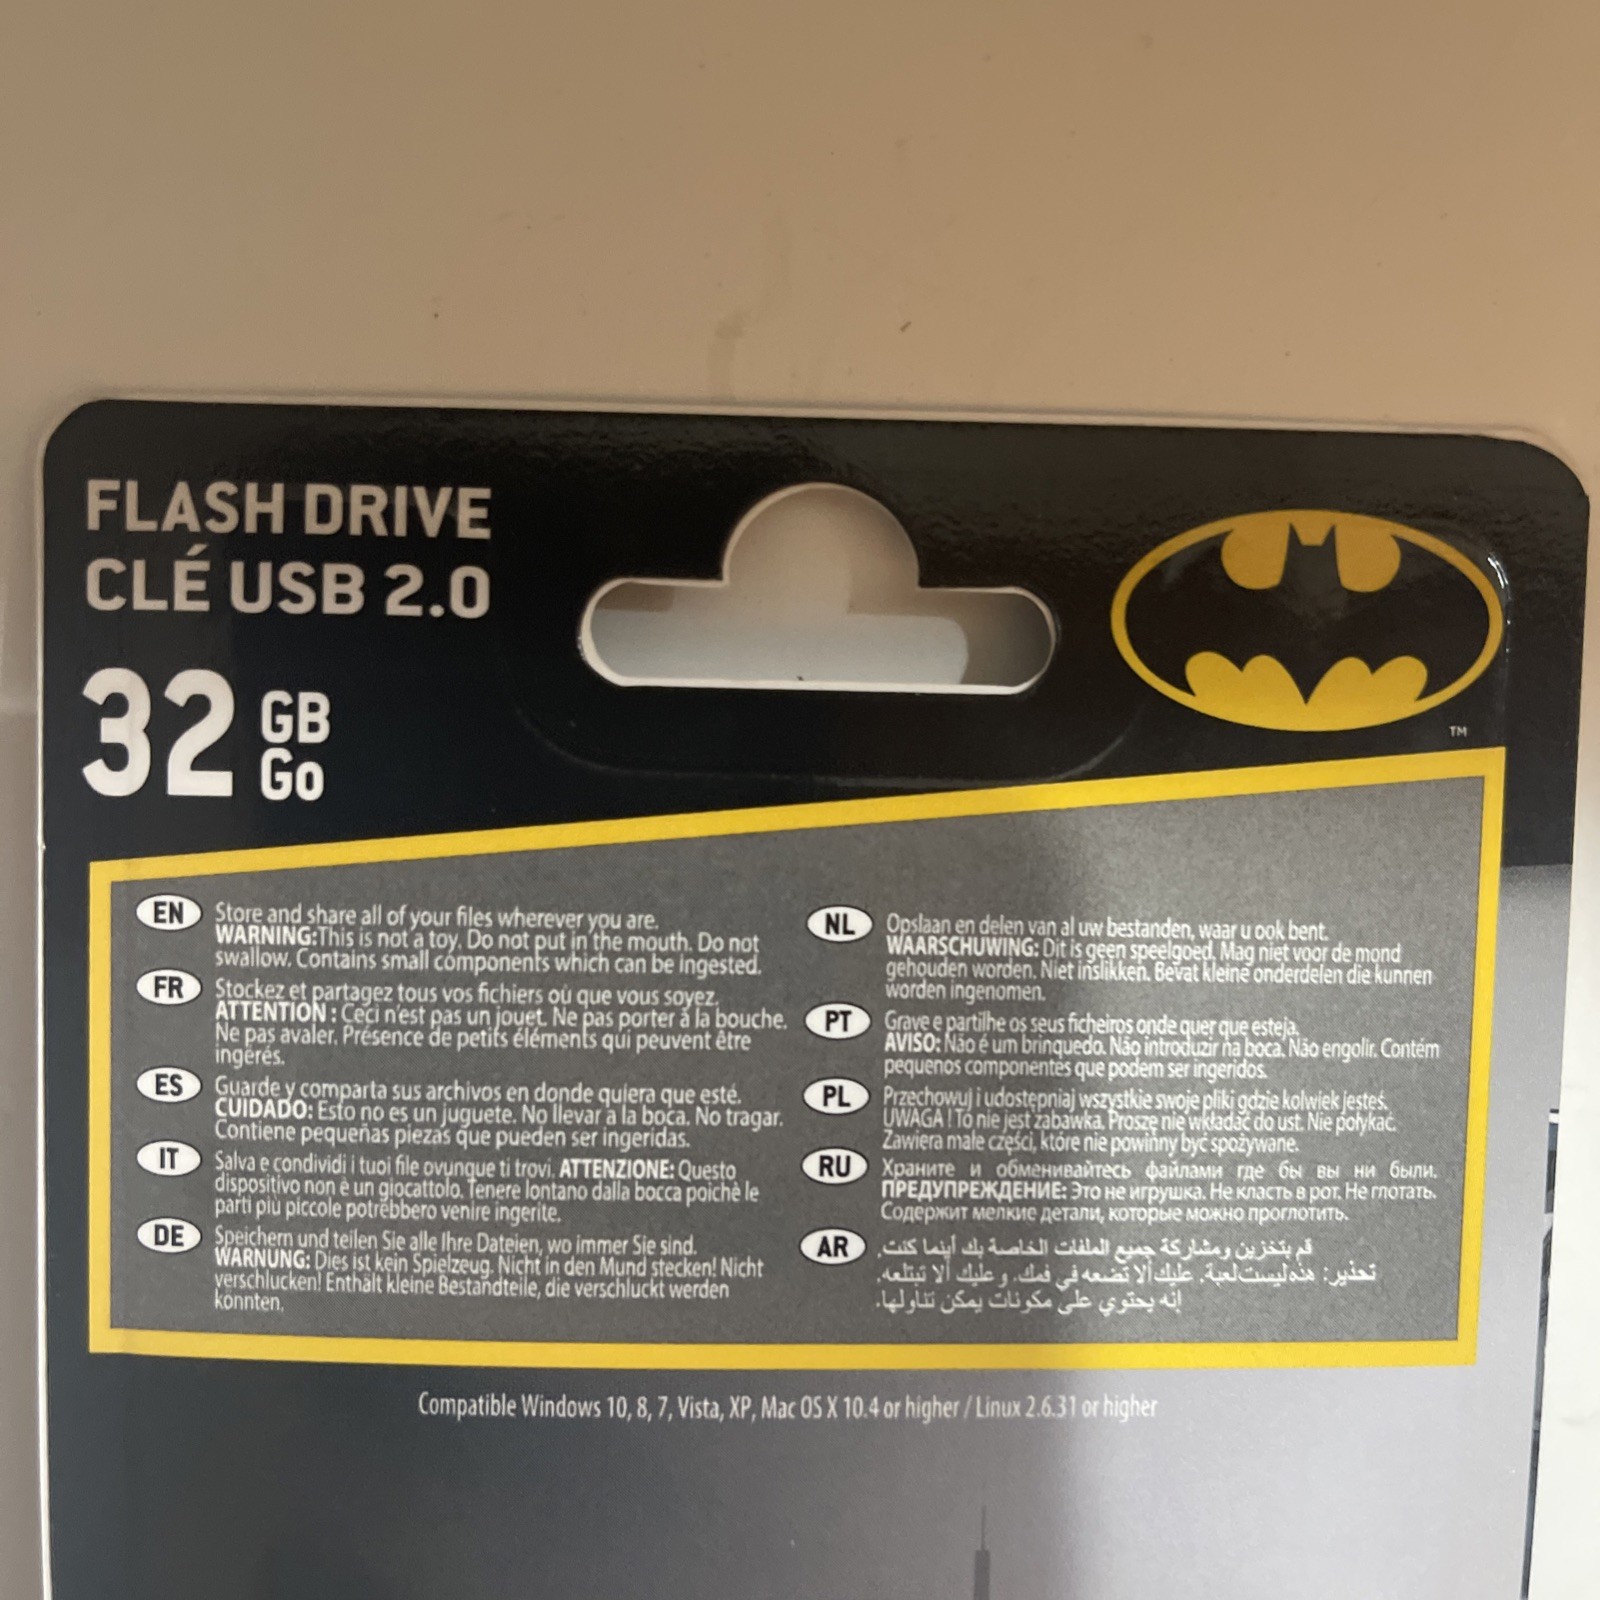 FLASH DRIVE
CLÉ USB 2.0
32 GB
Go
TM
EN Store and share all of your files wherever you are.
WARNING:This is not a toy. Do not put in the mouth. Do not
swallow. Contains small components which can be ingested.
FR Stockez et partagez tous vos fichiers où que vous soyez.
ATTENTION : Ceci n'est pas un jouet. Ne pas porter à la bouche.
Ne pas avaler. Présence de petits éléments qui peuvent être
ingérés.
ES Guarde y comparta sus archivos en donde quiera que esté.
CUIDADO: Esto no es un juguete. No llevar a la boca. No tragar.
Contiene pequeñas piezas que pueden ser ingeridas.
IT Salva e condividi i tuoi file ovunque ti trovi. ATTENZIONE: Questo
dispositivo non è un giocattolo. Tenere lontano dalla bocca poichè le
parti più piccole potrebbero venire ingerite.
DE Speichern und teilen Sie alle Ihre Dateien, wo immer Sie sind.
WARNUNG: Dies ist kein Spielzeug. Nicht in den Mund stecken! Nicht
verschlucken! Enthält kleine Bestandteile, die verschluckt werden
könnten.
NL Opslaan en delen van al uw bestanden, waar u ook bent.
WAARSCHUWING: Dit is geen speelgoed. Mag niet voor de mond
gehouden worden. Niet inslikken. Bevat kleine onderdelen die kunnen
worden ingenomen.
PT Grave e partilhe os seus ficheiros onde quer que esteja.
AVISO: Não é um brinquedo. Não introduzir na boca. Não engolir. Contém
pequenos componentes que podem ser ingeridos.
PL Przechowuj i udostępniaj wszystkie swoje pliki gdzie kolwiek jesteś.
UWAGA ! To nie jest zabawka. Proszę nie wkładać do ust. Nie połykać.
Zawiera małe części, które nie powinny być spożywane.
RU Храните и обменивайтесь файлами где бы вы ни были.
ПРЕДУПРЕЖДЕНИЕ: Это не игрушка. Не класть в рот. Не глотать.
Содержит мелкие детали, которые можно проглотить.
AR قم بتخزين ومشاركة جميع الملفات الخاصة بك أينما كنت.
تحذير: هذه ليست لعبة. عليك ألا تضعه في فمك. و عليك ألا تبتلعه.
إنه يحتوي على مكونات يمكن تناولها.
Compatible Windows 10, 8, 7, Vista, XP, Mac OS X 10.4 or higher / Linux 2.6.31 or higher